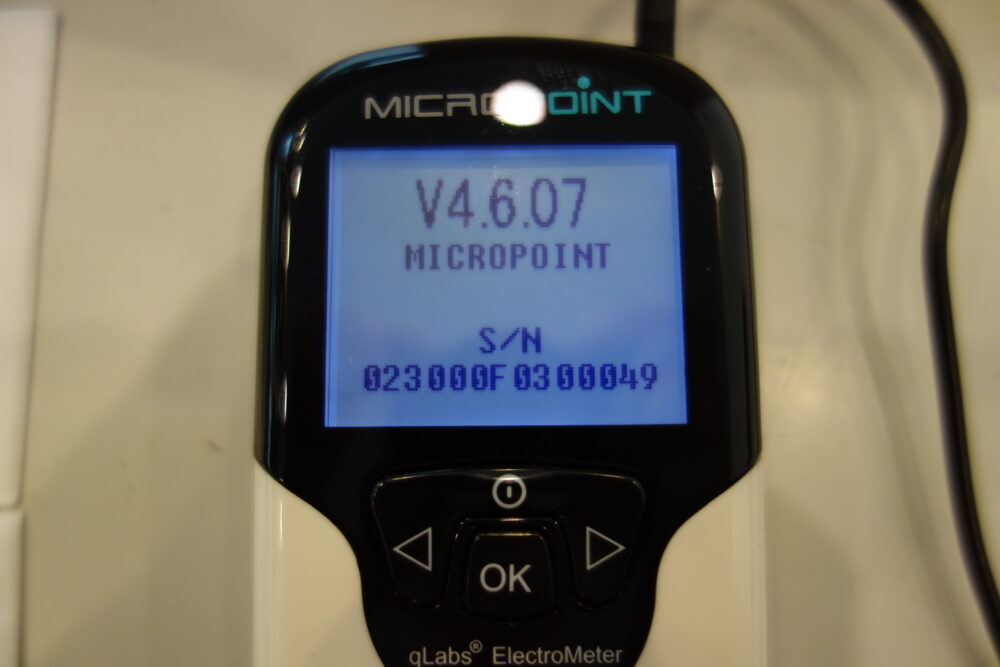 MICROPOINT
V4.6.07
MICROPOINT
S/N
023000F0300049
OK
qLabs® ElectroMeter